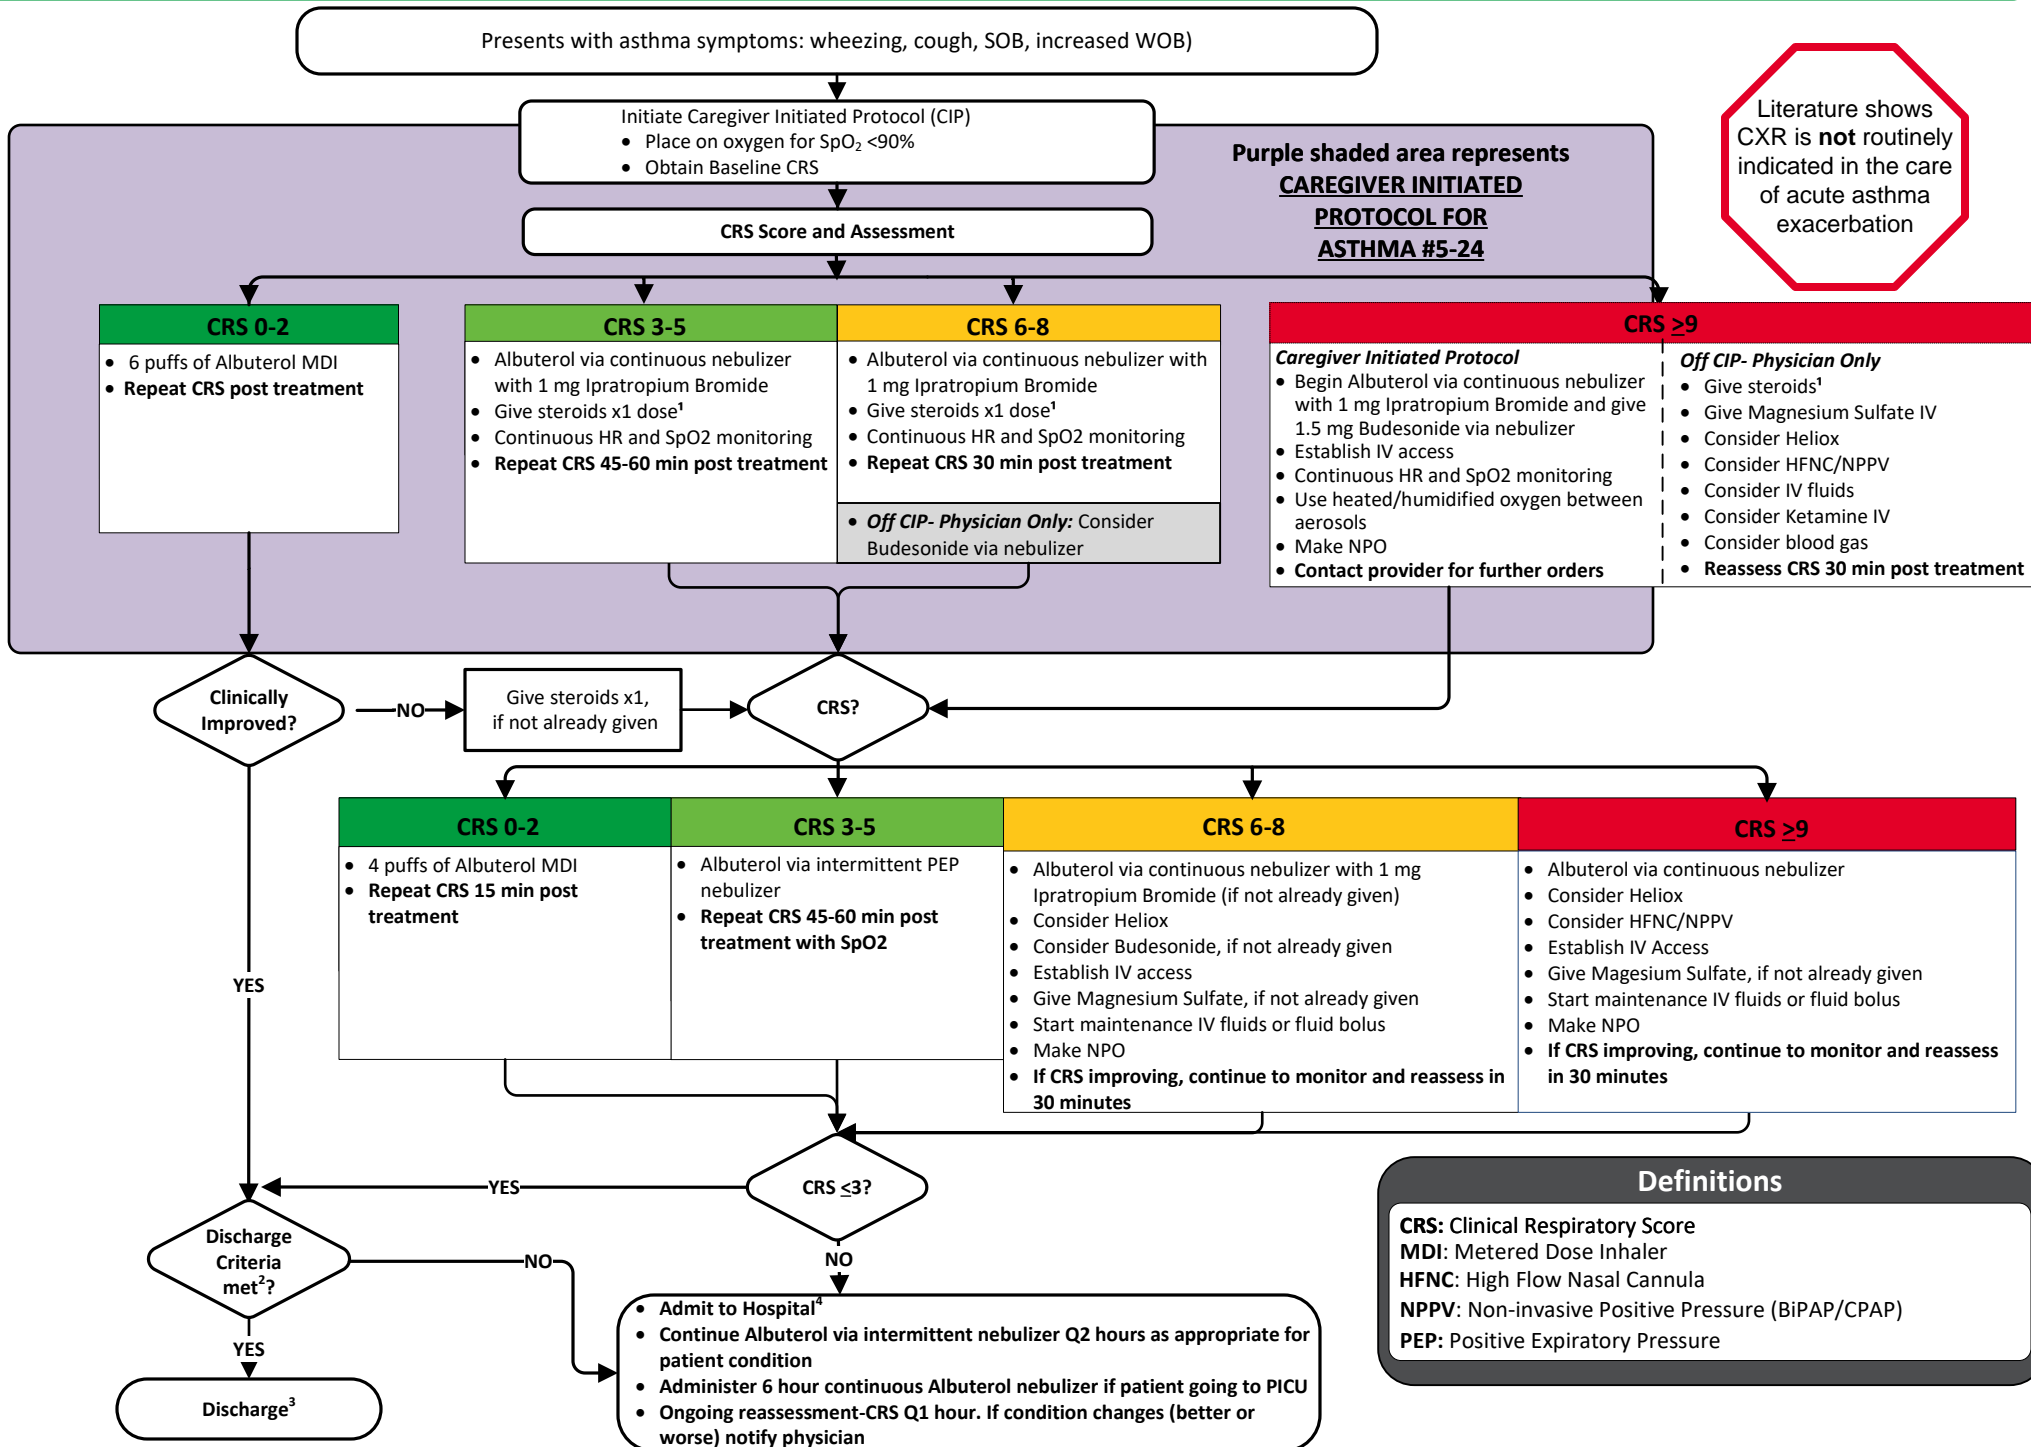 Presents with asthma symptoms: wheezing, cough, SOB, increased WOB)
Initiate Caregiver Initiated Protocol (CIP)
• Place on oxygen for SpO₂ <90%
• Obtain Baseline CRS
Purple shaded area represents
CAREGIVER INITIATED
PROTOCOL FOR
ASTHMA #5-24
Literature shows
CXR is not routinely
indicated in the care
of acute asthma
exacerbation
CRS Score and Assessment
CRS 0-2
• 6 puffs of Albuterol MDI
• Repeat CRS post treatment
CRS 3-5
• Albuterol via continuous nebulizer
with 1 mg Ipratropium Bromide
• Give steroids x1 dose¹
• Continuous HR and SpO2 monitoring
• Repeat CRS 45-60 min post treatment
CRS 6-8
• Albuterol via continuous nebulizer with
1 mg Ipratropium Bromide
• Give steroids x1 dose¹
• Continuous HR and SpO2 monitoring
• Repeat CRS 30 min post treatment
• Off CIP- Physician Only: Consider
Budesonide via nebulizer
CRS ≥9
Caregiver Initiated Protocol
• Begin Albuterol via continuous nebulizer
with 1 mg Ipratropium Bromide and give
1.5 mg Budesonide via nebulizer
• Establish IV access
• Continuous HR and SpO2 monitoring
• Use heated/humidified oxygen between
aerosols
• Make NPO
• Contact provider for further orders
Off CIP- Physician Only
• Give steroids¹
• Give Magnesium Sulfate IV
• Consider Heliox
• Consider HFNC/NPPV
• Consider IV fluids
• Consider Ketamine IV
• Consider blood gas
• Reassess CRS 30 min post treatment
Clinically
Improved?
NO
Give steroids x1,
if not already given
CRS?
YES
CRS 0-2
• 4 puffs of Albuterol MDI
• Repeat CRS 15 min post
treatment
CRS 3-5
• Albuterol via intermittent PEP
nebulizer
• Repeat CRS 45-60 min post
treatment with SpO2
CRS 6-8
• Albuterol via continuous nebulizer with 1 mg
Ipratropium Bromide (if not already given)
• Consider Heliox
• Consider Budesonide, if not already given
• Establish IV access
• Give Magnesium Sulfate, if not already given
• Start maintenance IV fluids or fluid bolus
• Make NPO
• If CRS improving, continue to monitor and reassess in
30 minutes
CRS ≥9
• Albuterol via continuous nebulizer
• Consider Heliox
• Consider HFNC/NPPV
• Establish IV Access
• Give Magesium Sulfate, if not already given
• Start maintenance IV fluids or fluid bolus
• Make NPO
• If CRS improving, continue to monitor and reassess
in 30 minutes
CRS ≤3?
YES
NO
Discharge
Criteria
met²?
NO
YES
Discharge³
• Admit to Hospital⁴
• Continue Albuterol via intermittent nebulizer Q2 hours as appropriate for
patient condition
• Administer 6 hour continuous Albuterol nebulizer if patient going to PICU
• Ongoing reassessment-CRS Q1 hour. If condition changes (better or
worse) notify physician
Definitions
CRS: Clinical Respiratory Score
MDI: Metered Dose Inhaler
HFNC: High Flow Nasal Cannula
NPPV: Non-invasive Positive Pressure (BiPAP/CPAP)
PEP: Positive Expiratory Pressure